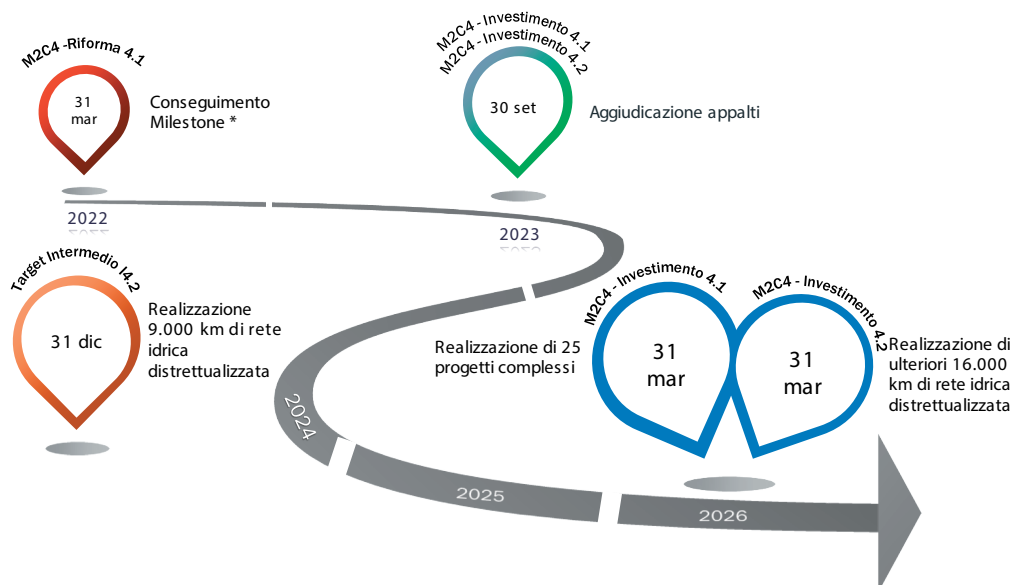 M2C4 -Riforma 4.1
31
mar
Conseguimento
Milestone *
M2C4 - Investimento 4.1
M2C4 - Investimento 4.2
30 set
Aggiudicazione appalti
2022
2023
Target Intermedio I4.2
31 dic
Realizzazione
9.000 km di rete
idrica
distrettualizzata
2024
M2C4 - Investimento 4.1
31
mar
Realizzazione di 25
progetti complessi
M2C4 - Investimento 4.2
31
mar
Realizzazione di
ulteriori 16.000
km di rete idrica
distrettualizzata
2025
2026